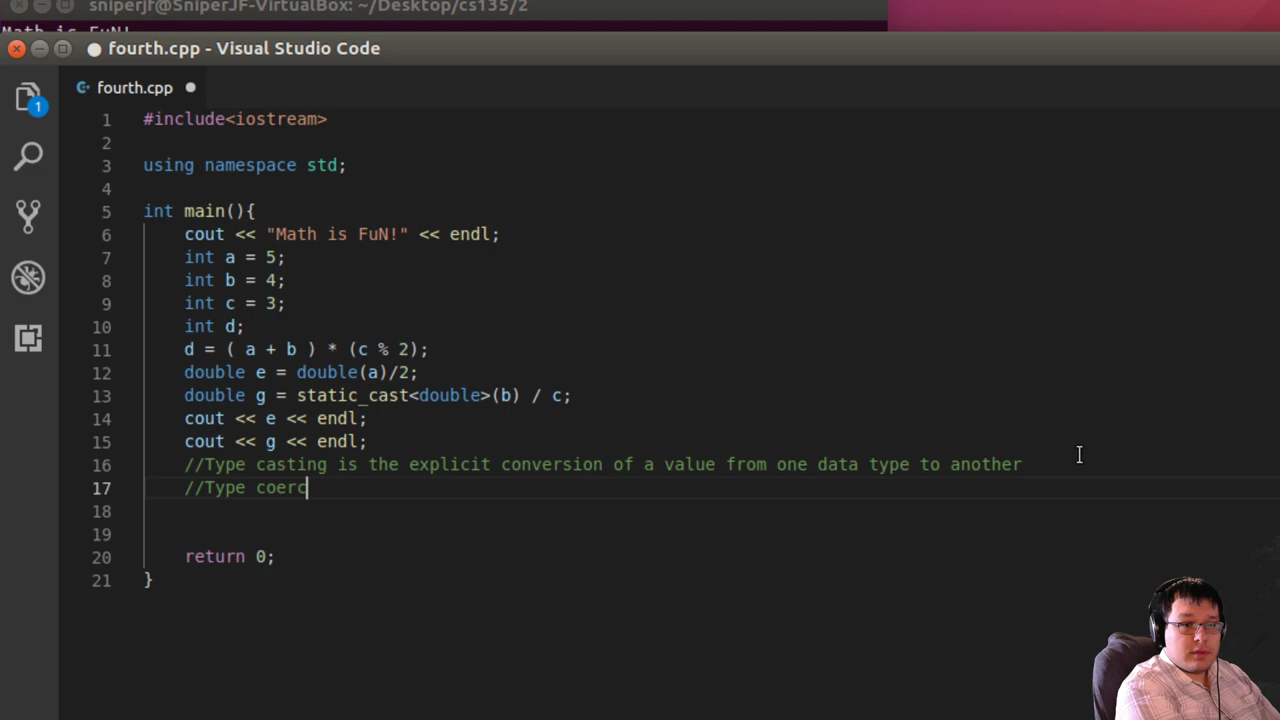 sniperjf@SniperJF-VirtualBox: ~/Desktop/cs135/2
Math is FuN!
fourth.cpp - Visual Studio Code
fourth.cpp
1
1 #include<iostream>
2
3 using namespace std;
4
5 int main(){
6 cout << "Math is FuN!" << endl;
7 int a = 5;
8 int b = 4;
9 int c = 3;
10 int d;
11 d = ( a + b ) * (c % 2);
12 double e = double(a)/2;
13 double g = static_cast<double>(b) / c;
14 cout << e << endl;
15 cout << g << endl;
16 //Type casting is the explicit conversion of a value from one data type to another
17 //Type coerc
18
19
20 return 0;
21 }